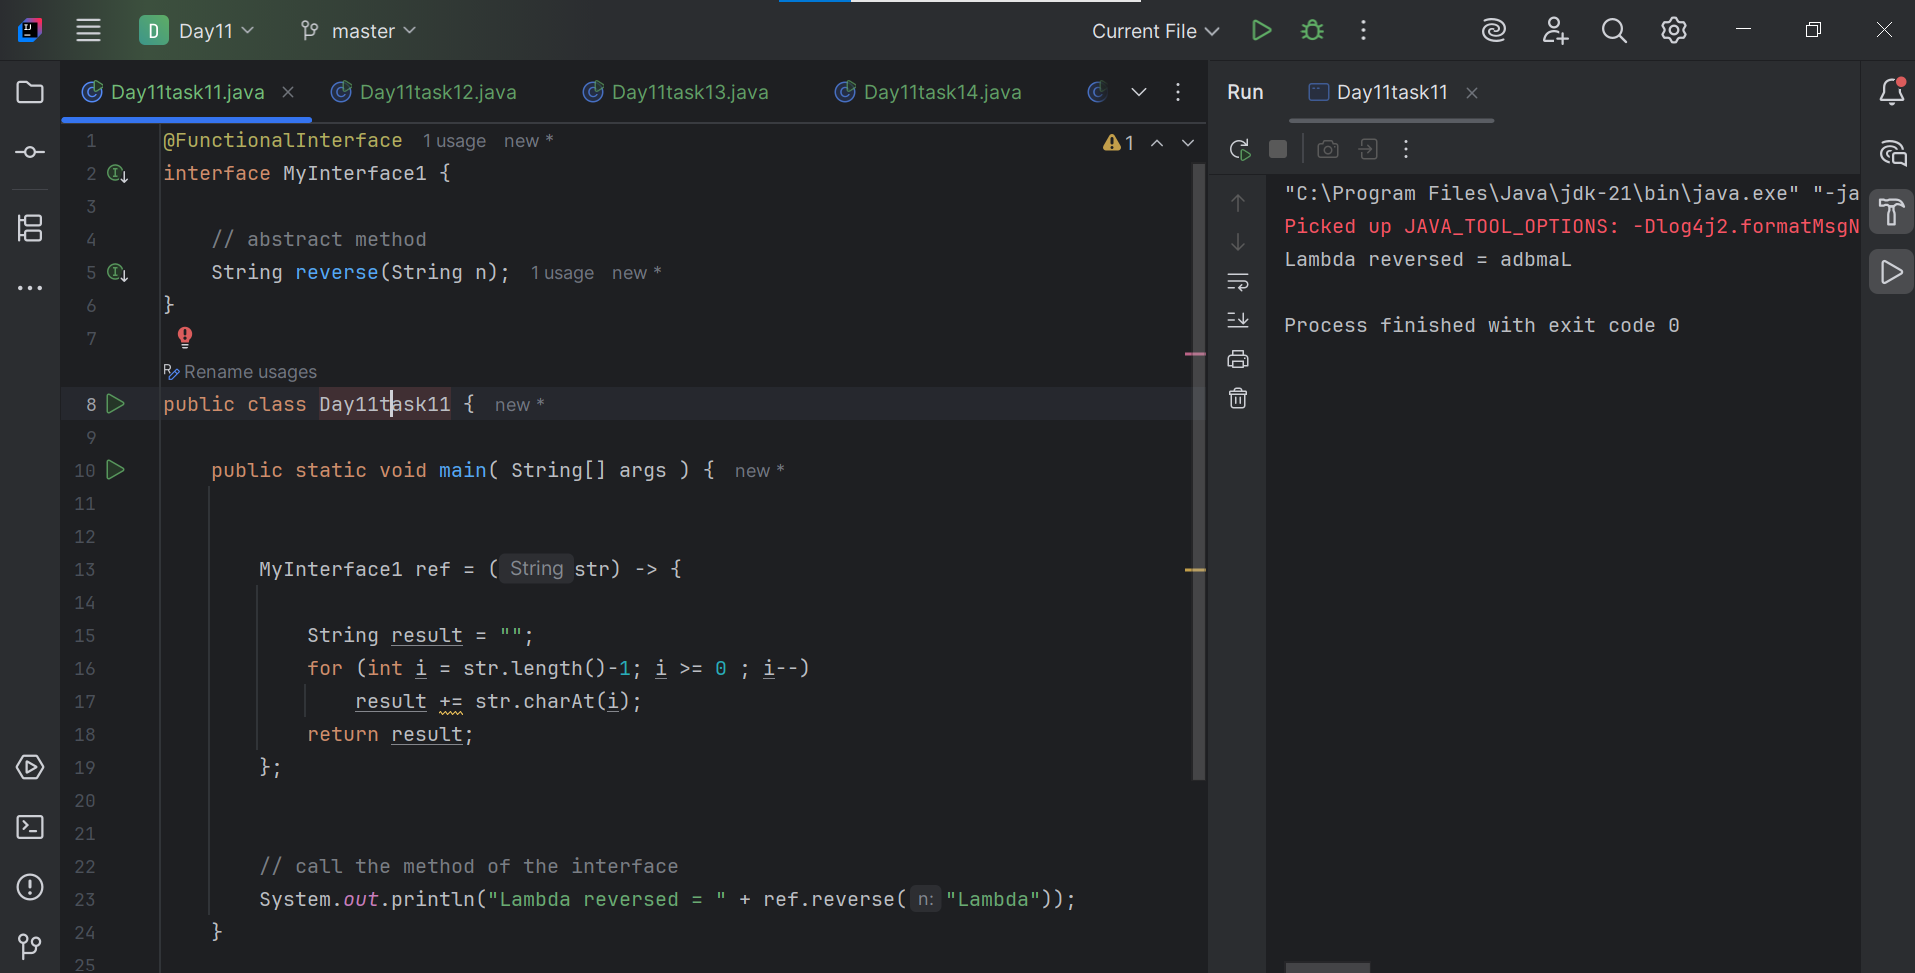 D Day11 master Current File
Day11task11.java Day11task12.java Day11task13.java Day11task14.java
1 @FunctionalInterface 1 usage new *
1
2 interface MyInterface1 {
3
4 // abstract method
5 String reverse(String n); 1 usage new *
6 }
7
Rename usages
8 public class Day11task11 { new *
9
10 public static void main( String[] args ) { new *
11
12
13 MyInterface1 ref = ( String str) -> {
14
15 String result = "";
16 for (int i = str.length()-1; i >= 0 ; i--)
17 result += str.charAt(i);
18 return result;
19 };
20
21
22 // call the method of the interface
23 System.out.println("Lambda reversed = " + ref.reverse( n: "Lambda"));
24 }
25
Run Day11task11
"C:\Program Files\Java\jdk-21\bin\java.exe" "-ja
Picked up JAVA_TOOL_OPTIONS: -Dlog4j2.formatMsgN
Lambda reversed = adbmaL
Process finished with exit code 0